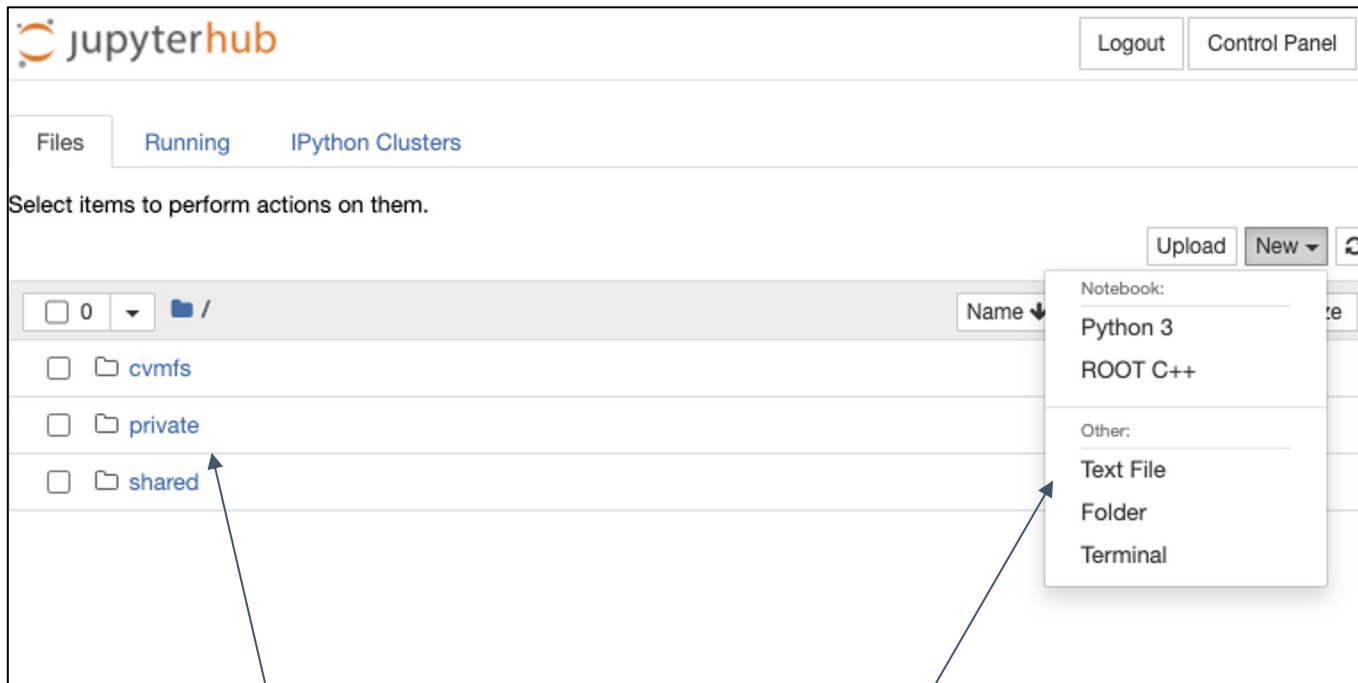 jupyterhub
Logout
Control Panel
Files
Running
IPython Clusters
Select items to perform actions on them.
Upload
New
0
/
Name
ze
Notebook:
Python 3
ROOT C++
Other:
Text File
Folder
Terminal
cvmfs
private
shared